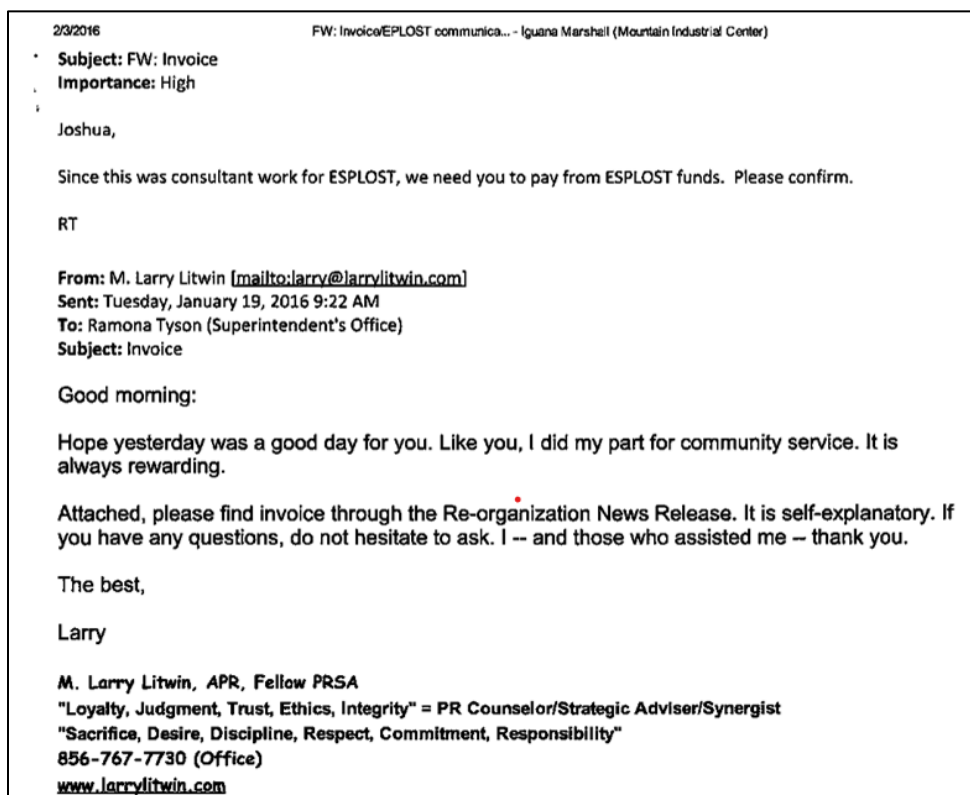 2/3/2016 FW: Invoice/EPLOST communica... - Iguana Marshall (Mountain Industrial Center)
Subject: FW: Invoice
Importance: High
Joshua,
Since this was consultant work for ESPLOST, we need you to pay from ESPLOST funds. Please confirm.
RT
From: M. Larry Litwin [mailto:larry@larrylitwin.com]
Sent: Tuesday, January 19, 2016 9:22 AM
To: Ramona Tyson (Superintendent's Office)
Subject: Invoice
Good morning:
Hope yesterday was a good day for you. Like you, I did my part for community service. It is
always rewarding.
Attached, please find invoice through the Re-organization News Release. It is self-explanatory. If
you have any questions, do not hesitate to ask. I -- and those who assisted me -- thank you.
The best,
Larry
M. Larry Litwin, APR, Fellow PRSA
"Loyalty, Judgment, Trust, Ethics, Integrity" = PR Counselor/Strategic Adviser/Synergist
"Sacrifice, Desire, Discipline, Respect, Commitment, Responsibility"
856-767-7730 (Office)
www.larrylitwin.com